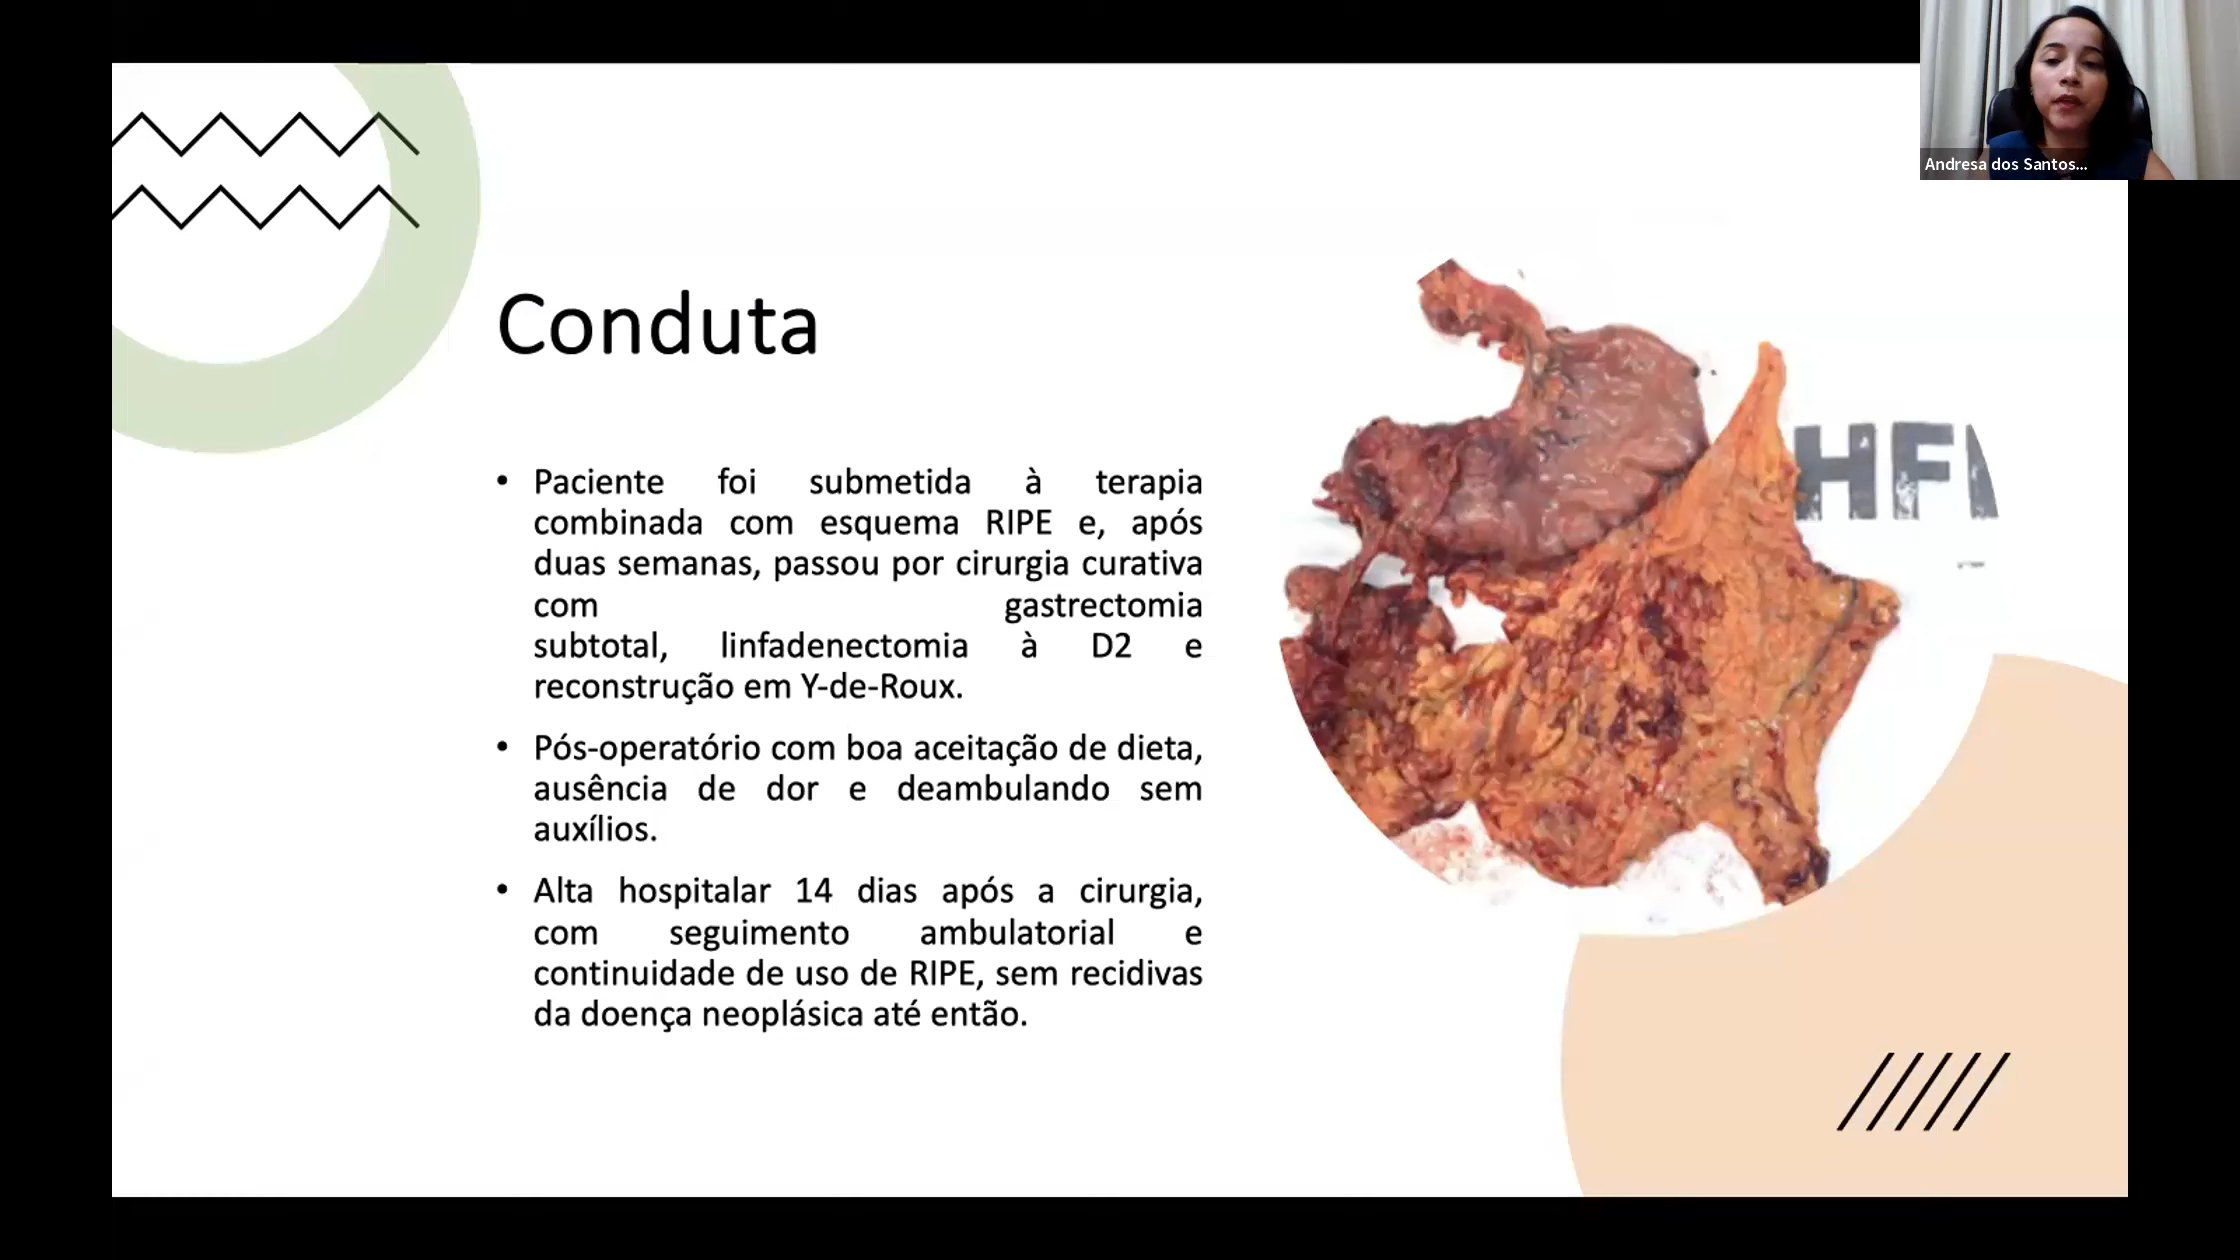 Andresa dos Santos...
Conduta
HF
• Paciente foi submetida à terapia
combinada com esquema RIPE e, após
duas semanas, passou por cirurgia curativa
com gastrectomia
subtotal, linfadenectomia à D2 e
reconstrução em Y-de-Roux.
• Pós-operatório com boa aceitação de dieta,
ausência de dor e deambulando sem
auxílios.
• Alta hospitalar 14 dias após a cirurgia,
com seguimento ambulatorial e
continuidade de uso de RIPE, sem recidivas
da doença neoplásica até então.